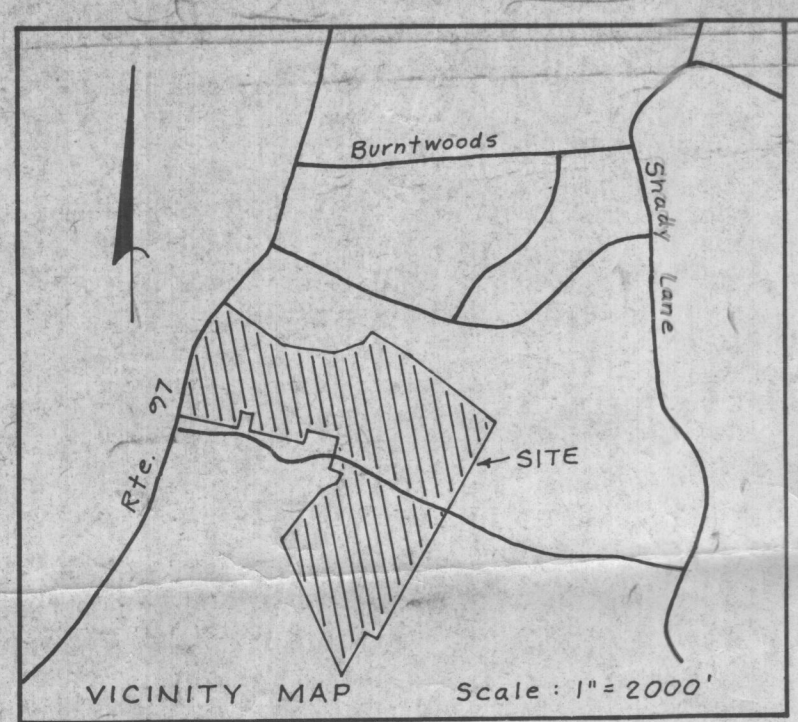 Burntwoods
Shady Lane
Rte. 97
SITE
VICINITY MAP
Scale : 1" = 2000'